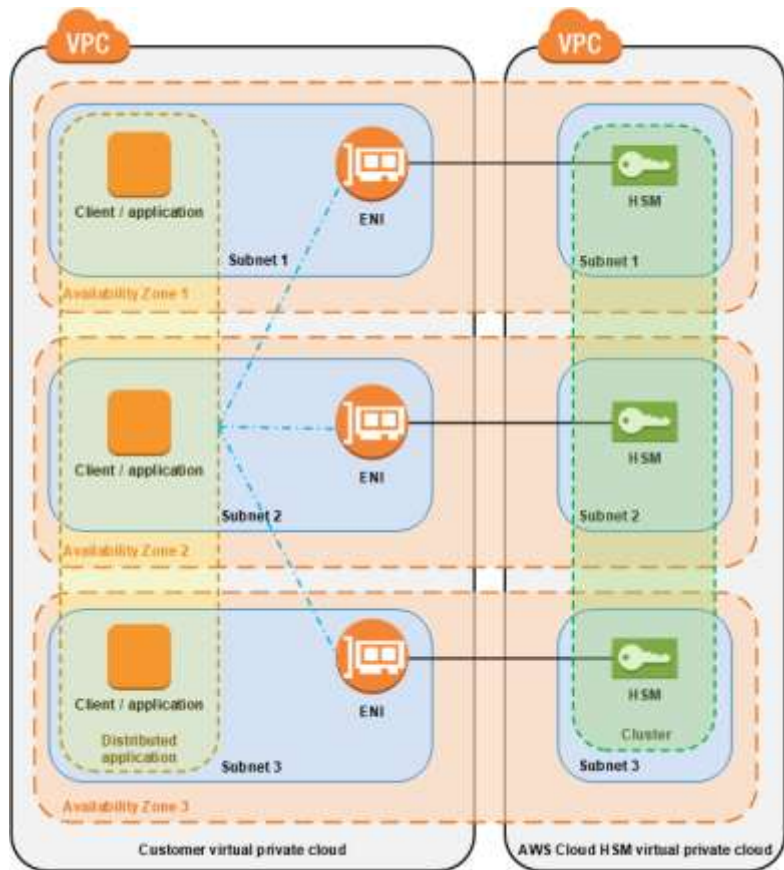 VPC
VPC
Client / application
ENI
HSM
Subnet 1
Subnet 1
Availability Zone 1
Client / application
ENI
HSM
Subnet 2
Subnet 2
Availability Zone 2
Client / application
ENI
HSM
Distributed
application
Cluster
Subnet 3
Subnet 3
Availability Zone 3
Customer virtual private cloud
AWS Cloud HSM virtual private cloud